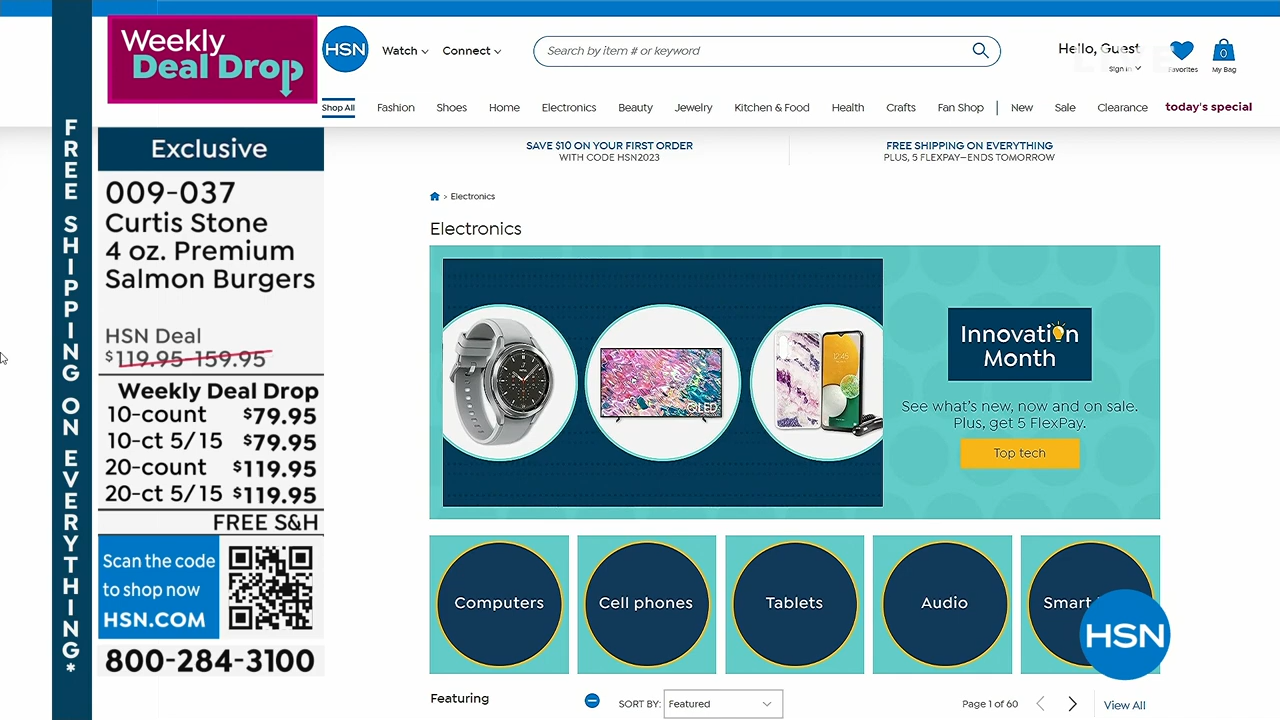 FREE SHIPPING ON EVERYTHING*
Weekly
Deal Drop
Exclusive
009-037
Curtis Stone
4 oz. Premium
Salmon Burgers
HSN Deal
$119.95-159.95
Weekly Deal Drop
10-count $79.95
10-ct 5/15 $79.95
20-count $119.95
20-ct 5/15 $119.95
FREE S&H
Scan the code
to shop now
HSN.COM
800-284-3100
HSN
Watch
Connect
Search by item # or keyword
Hello, Guest
Sign in
Favorites
0
My Bag
Shop All
Fashion
Shoes
Home
Electronics
Beauty
Jewelry
Kitchen & Food
Health
Crafts
Fan Shop
New
Sale
Clearance
today's special
SAVE $10 ON YOUR FIRST ORDER
WITH CODE HSN2023
FREE SHIPPING ON EVERYTHING
PLUS, 5 FLEXPAY—ENDS TOMORROW
> Electronics
Electronics
QLED
12:45
Innovation
Month
See what's new, now and on sale.
Plus, get 5 FlexPay.
Top tech
Computers
Cell phones
Tablets
Audio
Smart
HSN
Featuring
SORT BY:
Featured
Page 1 of 60
View All